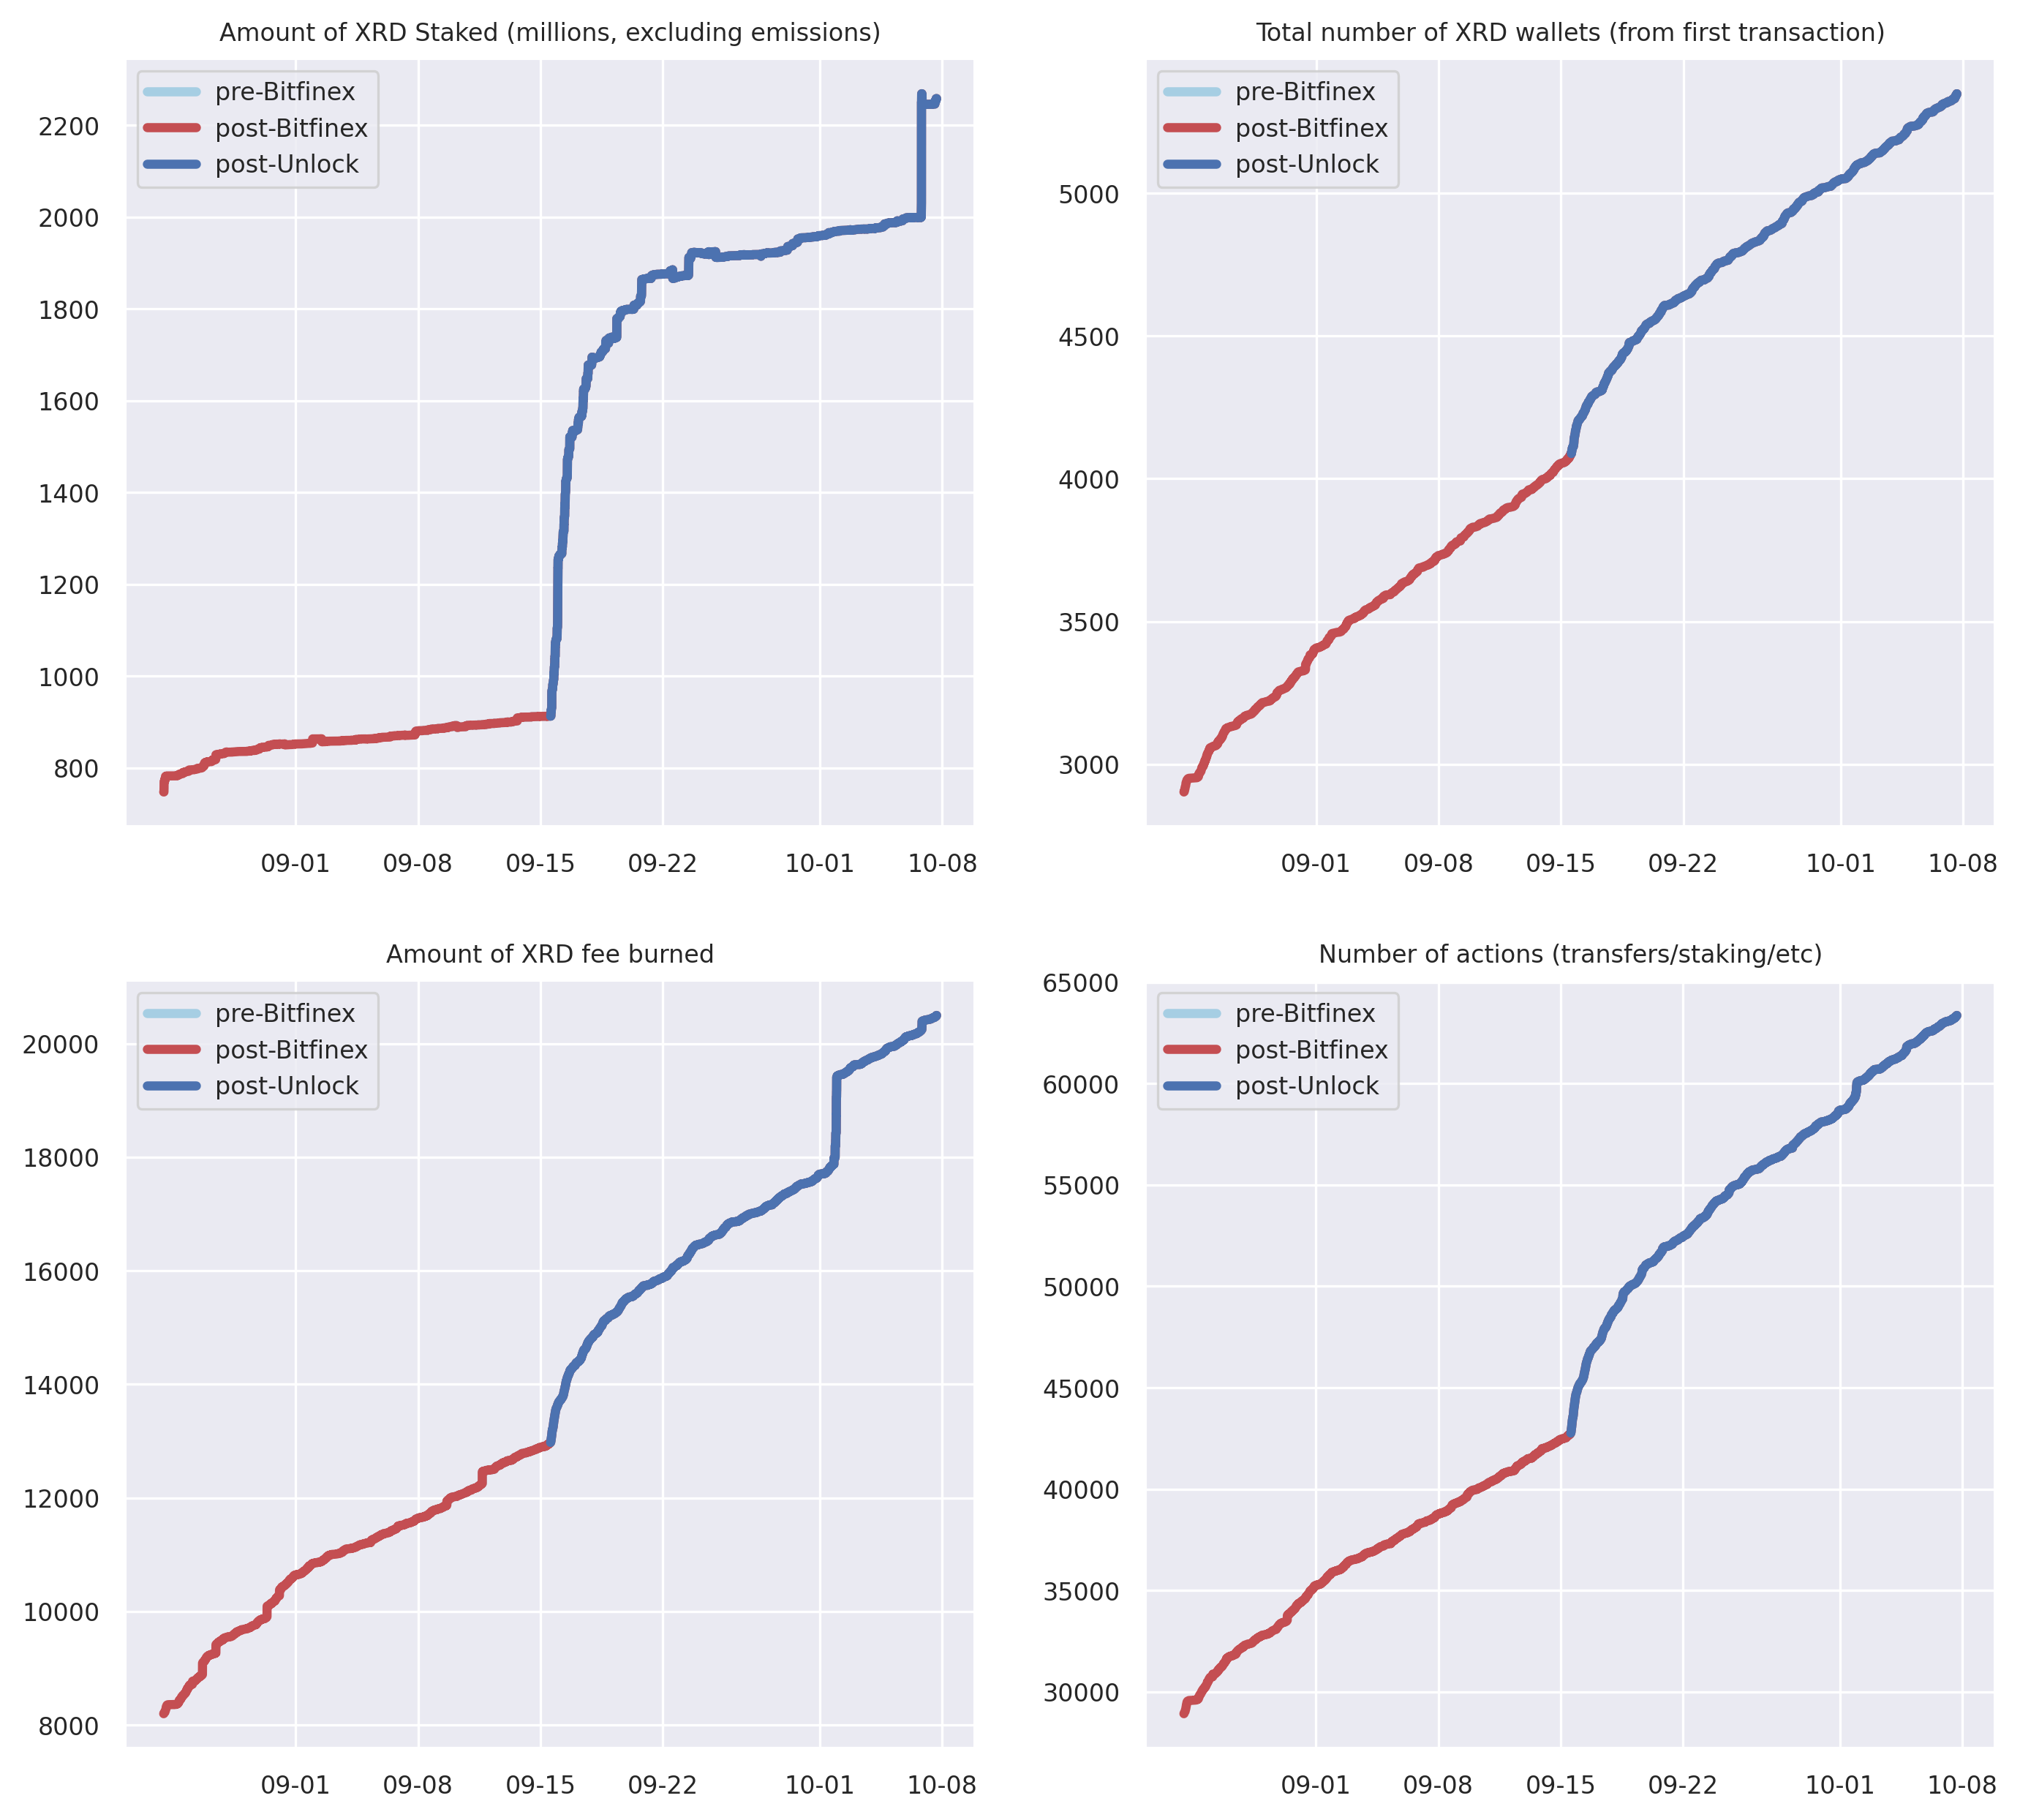 Amount of XRD Staked (millions, excluding emissions)
pre-Bitfinex
post-Bitfinex
post-Unlock
2200
2000
1800
1600
1400
1200
1000
800
09-01 09-08 09-15 09-22 10-01 10-08
Total number of XRD wallets (from first transaction)
pre-Bitfinex
post-Bitfinex
post-Unlock
5000
4500
4000
3500
3000
09-01 09-08 09-15 09-22 10-01 10-08
Amount of XRD fee burned
pre-Bitfinex
post-Bitfinex
post-Unlock
20000
18000
16000
14000
12000
10000
8000
09-01 09-08 09-15 09-22 10-01 10-08
Number of actions (transfers/staking/etc)
pre-Bitfinex
post-Bitfinex
post-Unlock
65000
60000
55000
50000
45000
40000
35000
30000
09-01 09-08 09-15 09-22 10-01 10-08